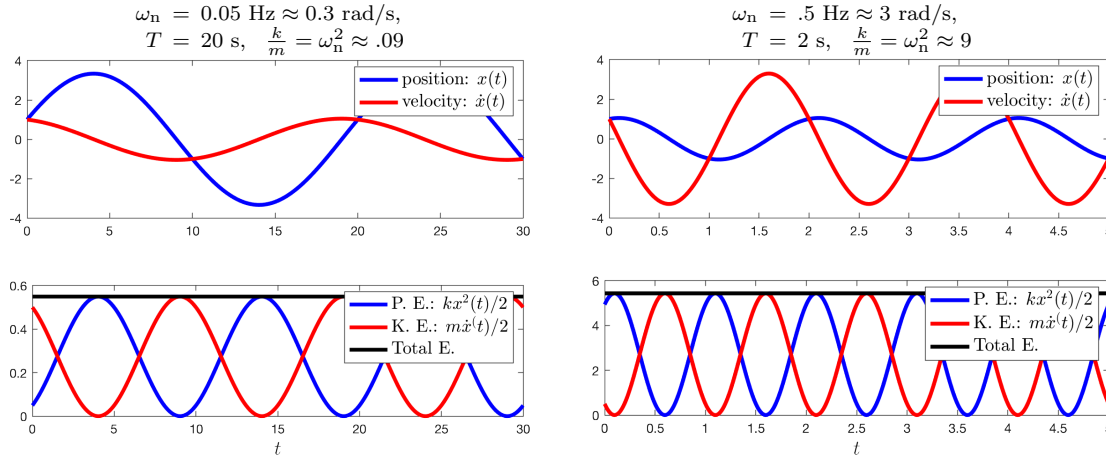 ωₙ = 0.05 Hz ≈ 0.3 rad/s,
T = 20 s, k/m = ωₙ² ≈ .09
4
2
0
-2
-4
0 5 10 15 20 25 30
position: x(t)
velocity: ẋ(t)
ωₙ = .5 Hz ≈ 3 rad/s,
T = 2 s, k/m = ωₙ² ≈ 9
4
2
0
-2
-4
0 0.5 1 1.5 2 2.5 3 3.5 4 4.5 5
position: x(t)
velocity: ẋ(t)
0.6
0.4
0.2
0
0 5 10 15 20 25 30
t
P. E.: kx²(t)/2
K. E.: mẋ⁽t)/2
Total E.
6
4
2
0
0 0.5 1 1.5 2 2.5 3 3.5 4 4.5 5
t
P. E.: kx²(t)/2
K. E.: mẋ⁽t)/2
Total E.